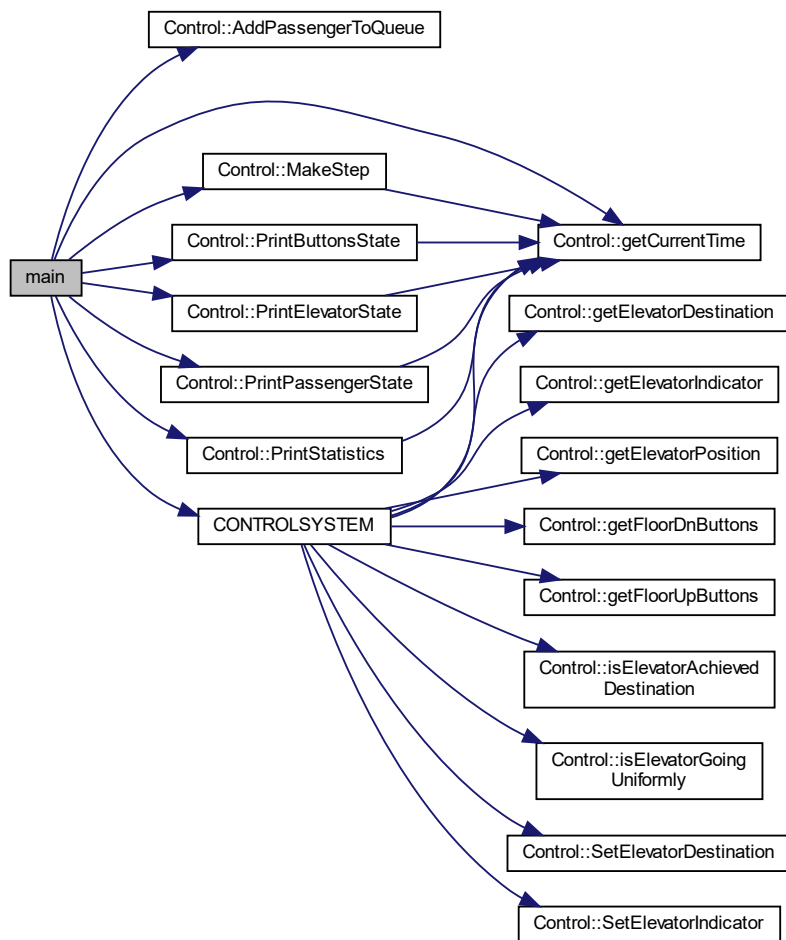 Control::AddPassengerToQueue
Control::MakeStep
Control::PrintButtonsState
Control::getCurrentTime
main
Control::PrintElevatorState
Control::getElevatorDestination
Control::PrintPassengerState
Control::getElevatorIndicator
Control::PrintStatistics
Control::getElevatorPosition
CONTROLSYSTEM
Control::getFloorDnButtons
Control::getFloorUpButtons
Control::isElevatorAchieved
Destination
Control::isElevatorGoing
Uniformly
Control::SetElevatorDestination
Control::SetElevatorIndicator